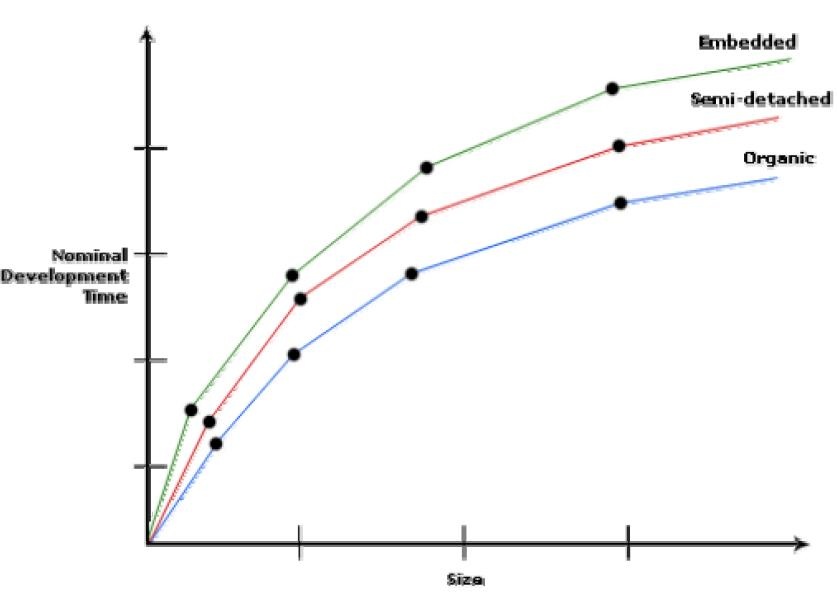 Embedded
Semi-detached
Organic
Nominal
Development
Time
Size